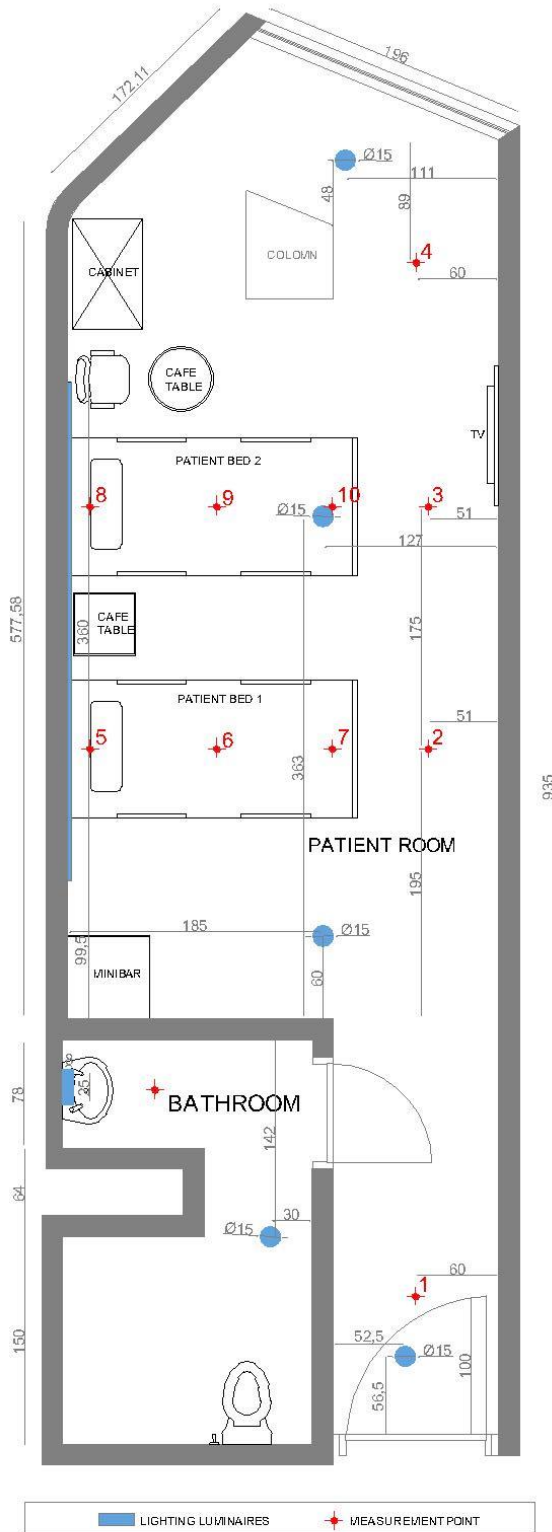 196
172,11
Ø15
111
48
89
4
CABINET
COLOMN
60
CAFE
TABLE
TV
PATIENT BED 2
8
9
10
3
Ø15
51
127
577,58
CAFE
TABLE
360
175
PATIENT BED 1
51
5
6
7
2
363
935
PATIENT ROOM
195
185
Ø15
99,5
MINIBAR
60
78
25
BATHROOM
142
64
30
Ø15
60
1
52,5
Ø15
150
56,5
100
LIGHTING LUMINAIRES
MEASUREMENT POINT